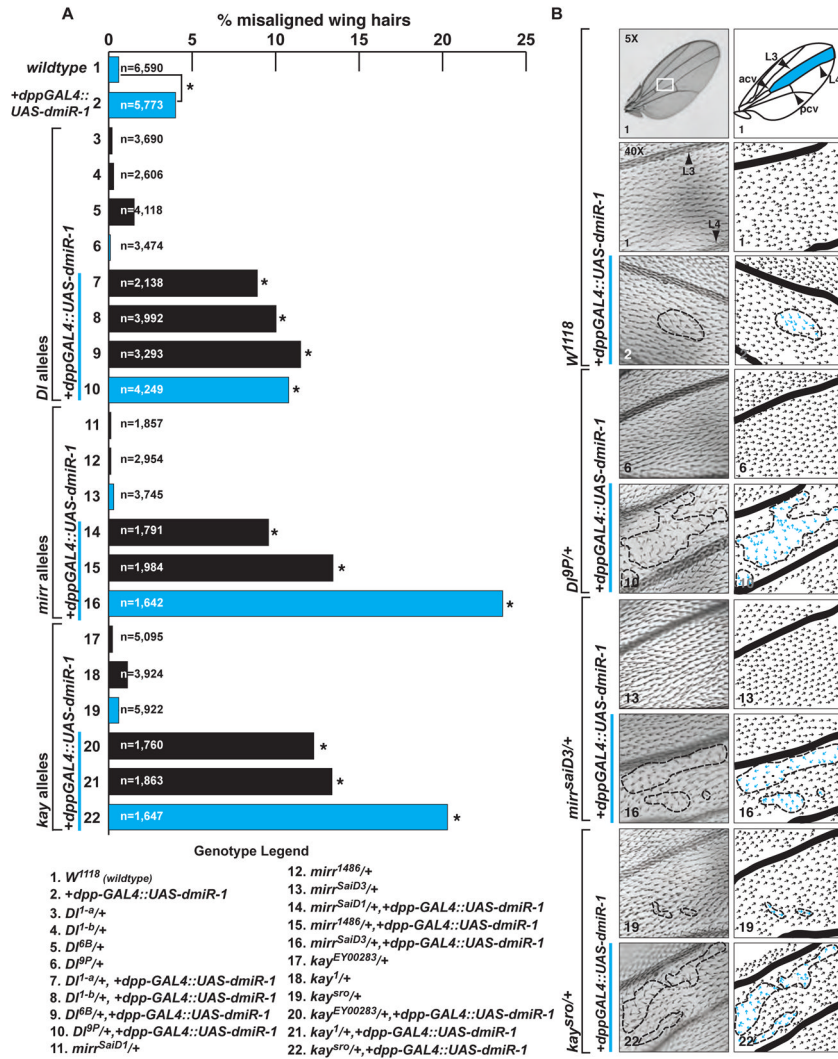 A
% misaligned wing hairs
0 5 10 15 20 25
wildtype 1 n=6,590
*
+dppGAL4::
UAS-dmiR-1 2 n=5,773
3 n=3,690
4 n=2,606
5 n=4,118
6 n=3,474
7 n=2,138 *
8 n=3,992 *
9 n=3,293 *
10 n=4,249 *
Dl alleles
+dppGAL4::UAS-dmiR-1
11 n=1,857
12 n=2,954
13 n=3,745
14 n=1,791 *
15 n=1,984 *
16 n=1,642 *
mirr alleles
+dppGAL4::UAS-dmiR-1
17 n=5,095
18 n=3,924
19 n=5,922
20 n=1,760 *
21 n=1,863 *
22 n=1,647 *
kay alleles
+dppGAL4::UAS-dmiR-1
Genotype Legend
1. W1118 (wildtype)
2. +dpp-GAL4::UAS-dmiR-1
3. Dl1-a/+
4. Dl1-b/+
5. Dl6B/+
6. Dl9P/+
7. Dl1-a/+, +dpp-GAL4::UAS-dmiR-1
8. Dl1-b/+, +dpp-GAL4::UAS-dmiR-1
9. Dl6B/+,+dpp-GAL4::UAS-dmiR-1
10. Dl9P/+,+dpp-GAL4::UAS-dmiR-1
11. mirrSaiD1/+
12. mirr1486/+
13. mirrSaiD3/+
14. mirrSaiD1/+,+dpp-GAL4::UAS-dmiR-1
15. mirr1486/+,+dpp-GAL4::UAS-dmiR-1
16. mirrSaiD3/+,+dpp-GAL4::UAS-dmiR-1
17. kayEY00283/+
18. kay1/+
19. kaysro/+
20. kayEY00283/+,+dpp-GAL4::UAS-dmiR-1
21. kay1/+,+dpp-GAL4::UAS-dmiR-1
22. kaysro/+,+dpp-GAL4::UAS-dmiR-1
B
5X
1
L3
L4
acv
pcv
1
40X
L3
L4
1
1
W1118
+dppGAL4::UAS-dmiR-1
2
6
6
Dl9P/+
+dppGAL4::UAS-dmiR-1
10
10
13
13
mirrsaiD3/+
+dppGAL4::UAS-dmiR-1
16
16
19
19
kaysro/+
+dppGAL4::UAS-dmiR-1
22
22